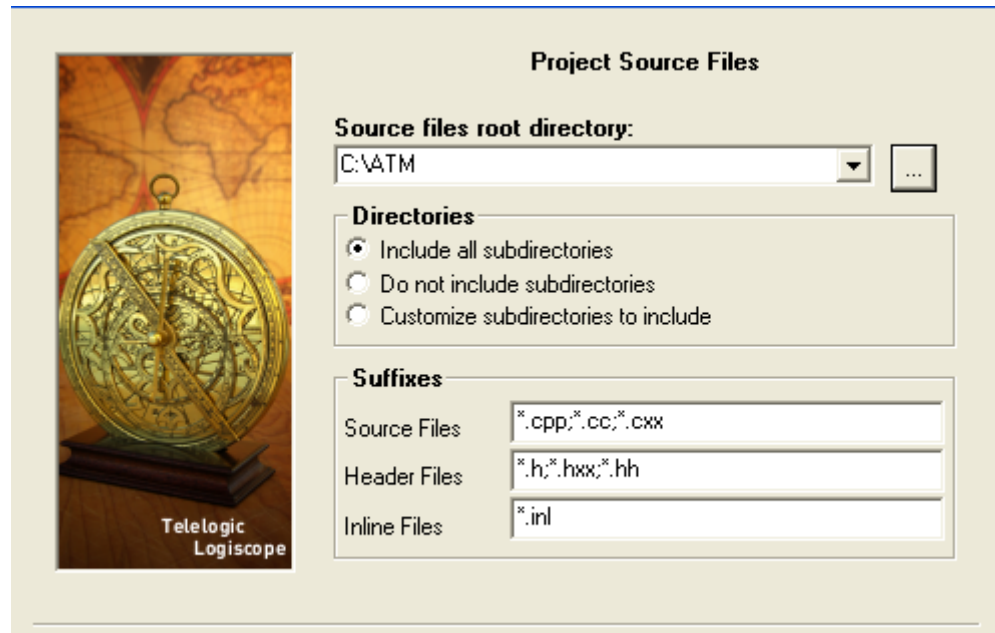 Project Source Files
Source files root directory:
C:\ATM
...
Directories
Include all subdirectories
Do not include subdirectories
Customize subdirectories to include
Suffixes
Source Files
*.cpp;*.cc;*.cxx
Header Files
*.h;*.hxx;*.hh
Inline Files
*.inl
Telelogic
Logiscope